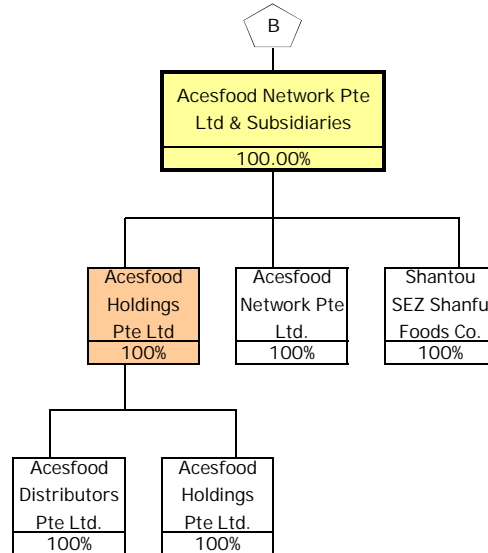 B
Acesfood Network Pte
Ltd & Subsidiaries
100.00%
Acesfood
Holdings
Pte Ltd
100%
Acesfood
Network Pte
Ltd.
100%
Shantou
SEZ Shanfu
Foods Co.
100%
Acesfood
Distributors
Pte Ltd.
100%
Acesfood
Holdings
Pte Ltd.
100%